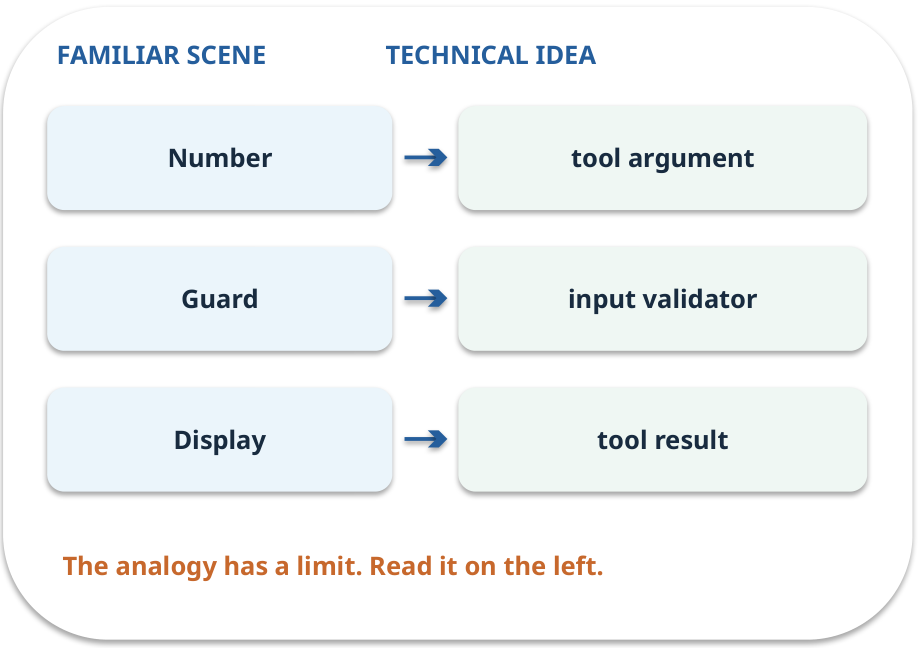 FAMILIAR SCENE TECHNICAL IDEA
Number tool argument
Guard input validator
Display tool result
The analogy has a limit. Read it on the left.